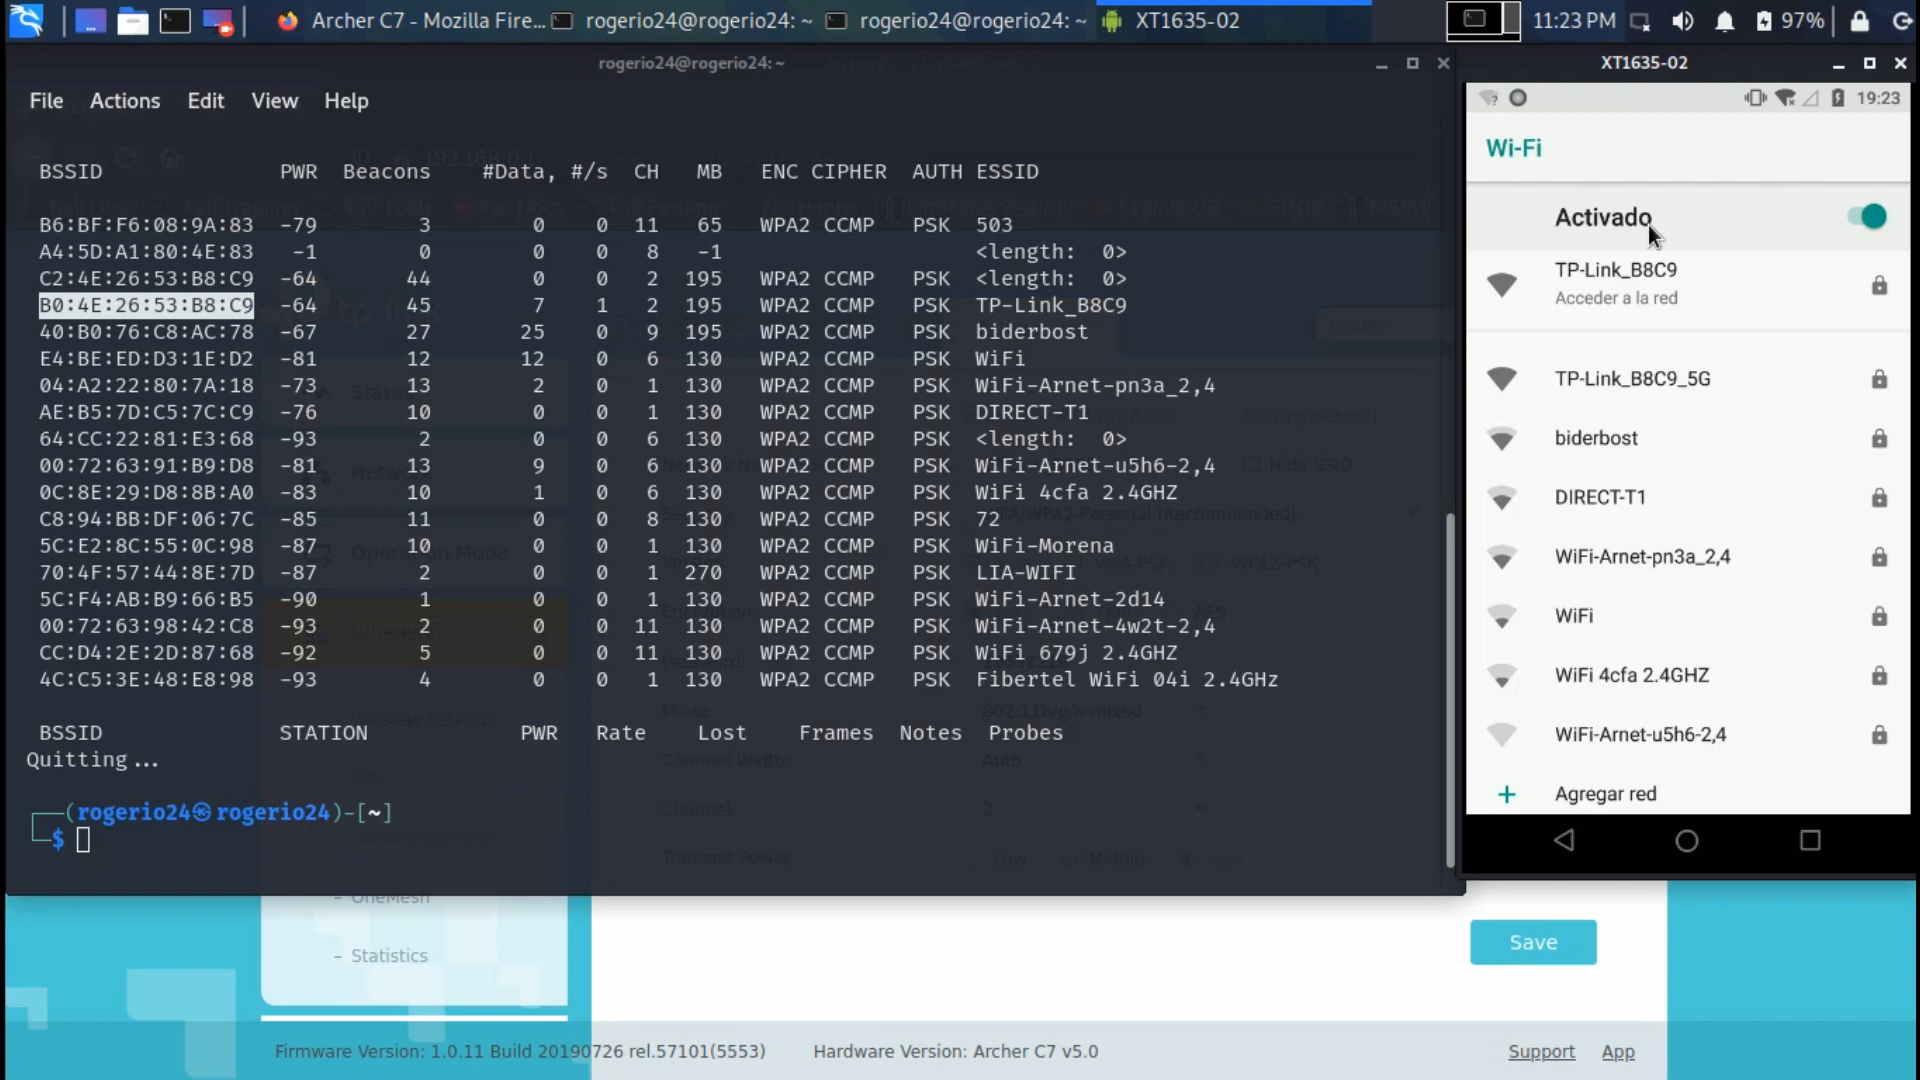 Archer C7 - Mozilla Fire... rogerio24@rogerio24: ~ rogerio24@rogerio24: ~ XT1635-02 11:23 PM 97%
rogerio24@rogerio24:~
File Actions Edit View Help
BSSID PWR Beacons #Data, #/s CH MB ENC CIPHER AUTH ESSID
B6:BF:F6:08:9A:83 -79 3 0 0 11 65 WPA2 CCMP PSK 503
A4:5D:A1:80:4E:83 -1 0 0 0 8 -1 <length: 0>
C2:4E:26:53:B8:C9 -64 44 0 0 2 195 WPA2 CCMP PSK <length: 0>
B0:4E:26:53:B8:C9 -64 45 7 1 2 195 WPA2 CCMP PSK TP-Link_B8C9
40:B0:76:C8:AC:78 -67 27 25 0 9 195 WPA2 CCMP PSK biderbost
E4:BE:ED:D3:1E:D2 -81 12 12 0 6 130 WPA2 CCMP PSK WiFi
04:A2:22:80:7A:18 -73 13 2 0 1 130 WPA2 CCMP PSK WiFi-Arnet-pn3a_2,4
AE:B5:7D:C5:7C:C9 -76 10 0 0 1 130 WPA2 CCMP PSK DIRECT-T1
64:CC:22:81:E3:68 -93 2 0 0 6 130 WPA2 CCMP PSK <length: 0>
00:72:63:91:B9:D8 -81 13 9 0 6 130 WPA2 CCMP PSK WiFi-Arnet-u5h6-2,4
0C:8E:29:D8:8B:A0 -83 10 1 0 6 130 WPA2 CCMP PSK WiFi 4cfa 2.4GHZ
C8:94:BB:DF:06:7C -85 11 0 0 8 130 WPA2 CCMP PSK 72
5C:E2:8C:55:0C:98 -87 10 0 0 1 130 WPA2 CCMP PSK WiFi-Morena
70:4F:57:44:8E:7D -87 2 0 0 1 270 WPA2 CCMP PSK LIA-WIFI
5C:F4:AB:B9:66:B5 -90 1 0 0 1 130 WPA2 CCMP PSK WiFi-Arnet-2d14
00:72:63:98:42:C8 -93 2 0 0 11 130 WPA2 CCMP PSK WiFi-Arnet-4w2t-2,4
CC:D4:2E:2D:87:68 -92 5 0 0 11 130 WPA2 CCMP PSK WiFi 679j 2.4GHZ
4C:C5:3E:48:E8:98 -93 4 0 0 1 130 WPA2 CCMP PSK Fibertel WiFi 04i 2.4GHz
BSSID STATION PWR Rate Lost Frames Notes Probes
Quitting...
(rogerio24㉿rogerio24)-[~]
$
XT1635-02
19:23
Wi-Fi
Activado
TP-Link_B8C9
Acceder a la red
TP-Link_B8C9_5G
biderbost
DIRECT-T1
WiFi-Arnet-pn3a_2,4
WiFi
WiFi 4cfa 2.4GHZ
WiFi-Arnet-u5h6-2,4
+ Agregar red
- OneMesh
- Statistics
Save
Firmware Version: 1.0.11 Build 20190726 rel.57101(5553) Hardware Version: Archer C7 v5.0
Support App